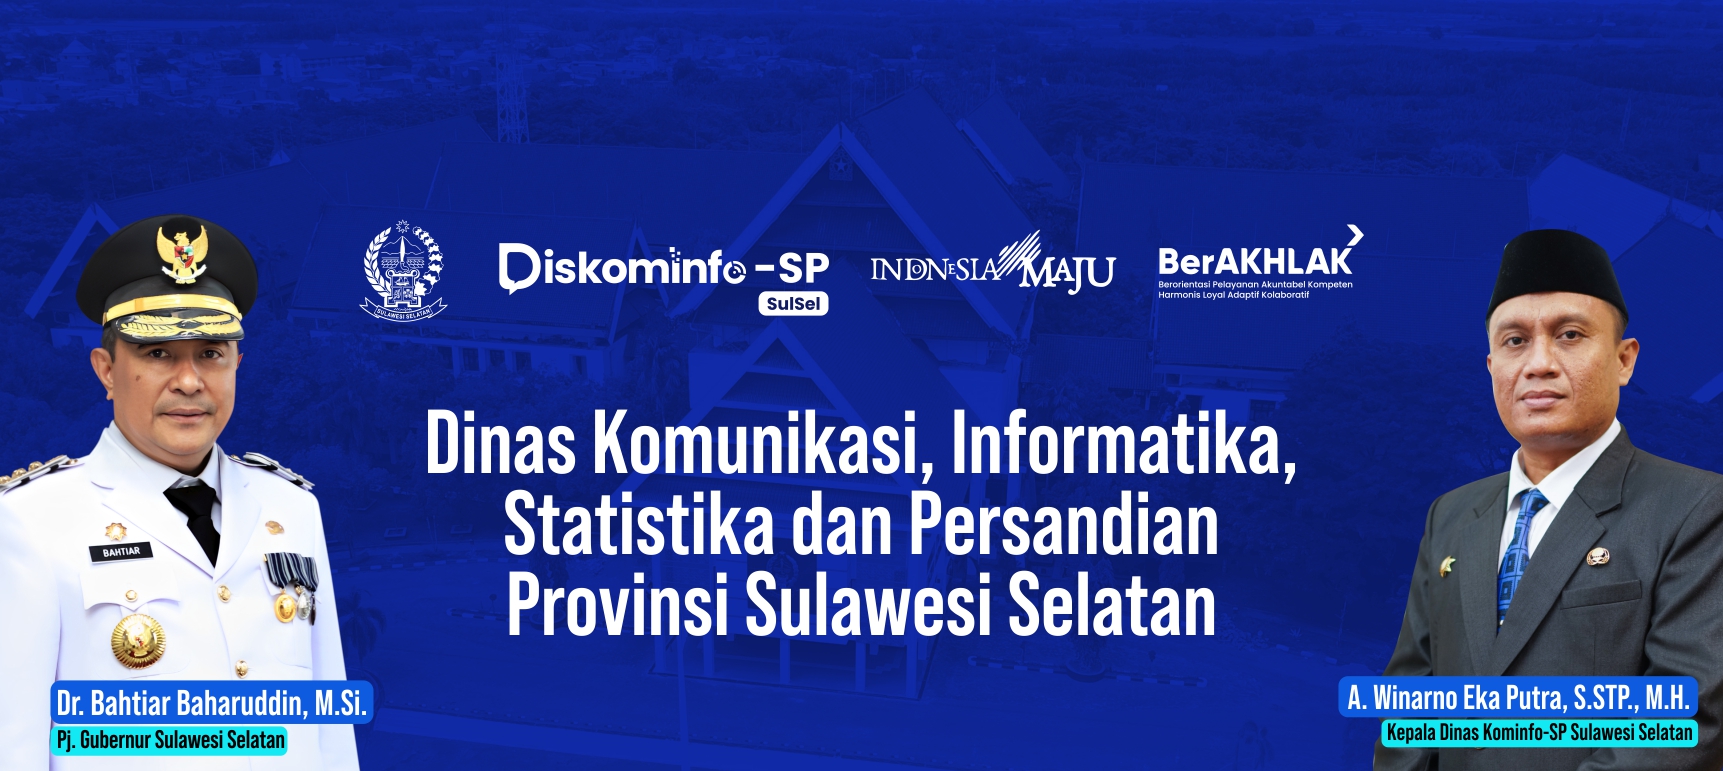 SULAWESI SELATAN
Diskominfo -SP
SulSel
INDONESIA MAJU
BerAKHLAK
Berorientasi Pelayanan Akuntabel Kompeten
Harmonis Loyal Adaptif Kolaboratif
Dinas Komunikasi, Informatika,
Statistika dan Persandian
Provinsi Sulawesi Selatan
BAHTIAR
Dr. Bahtiar Baharuddin, M.Si.
Pj. Gubernur Sulawesi Selatan
A. Winarno Eka Putra, S.STP., M.H.
Kepala Dinas Kominfo-SP Sulawesi Selatan